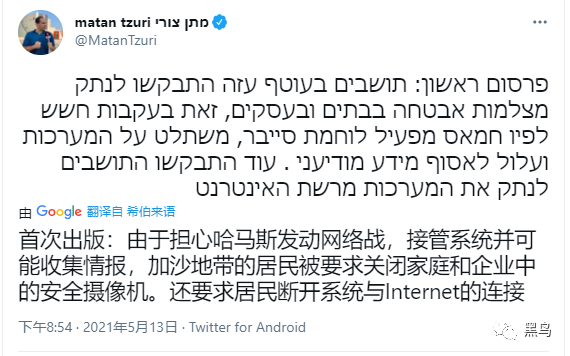 matan tzuri מתן צורי
@MatanTzuri
פרסום ראשון: תושבים בעוטף עזה התבקשו לנתק
מצלמות אבטחה בבתים ובעסקים, זאת בעקבות חשש
לפיו חמאס מפעיל לוחמת סייבר, משתלט על המערכות
ועלול לאסוף מידע מודיעני . עוד התבקשו התושבים
לנתק את המערכות מרשת האינטרנט
由 Google 翻译自 希伯来语
首次出版：由于担心哈马斯发动网络战，接管系统并可
能收集情报，加沙地带的居民被要求关闭家庭和企业中
的安全摄像机。还要求居民断开系统与Internet的连接
下午8:54 · 2021年5月13日 · Twitter for Android
黑鸟